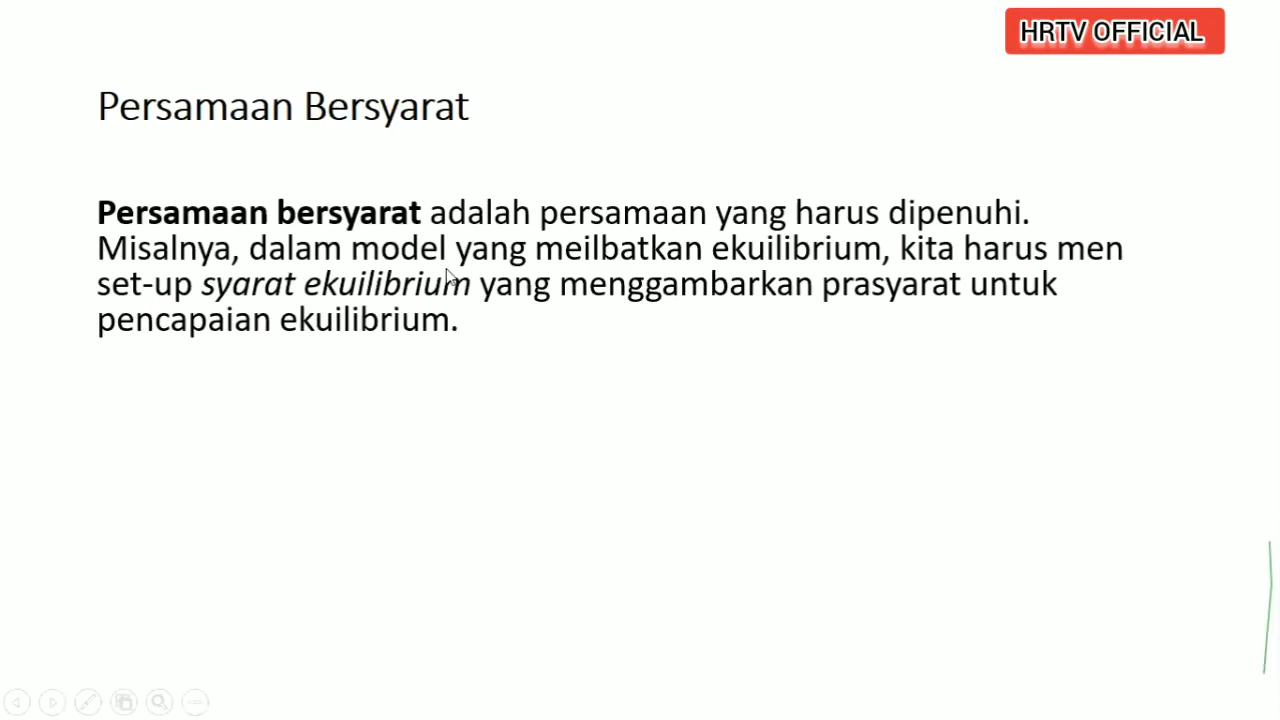 HRTV OFFICIAL
Persamaan Bersyarat
Persamaan bersyarat adalah persamaan yang harus dipenuhi.
Misalnya, dalam model yang meilbatkan ekuilibrium, kita harus men
set-up syarat ekuilibrium yang menggambarkan prasyarat untuk
pencapaian ekuilibrium.